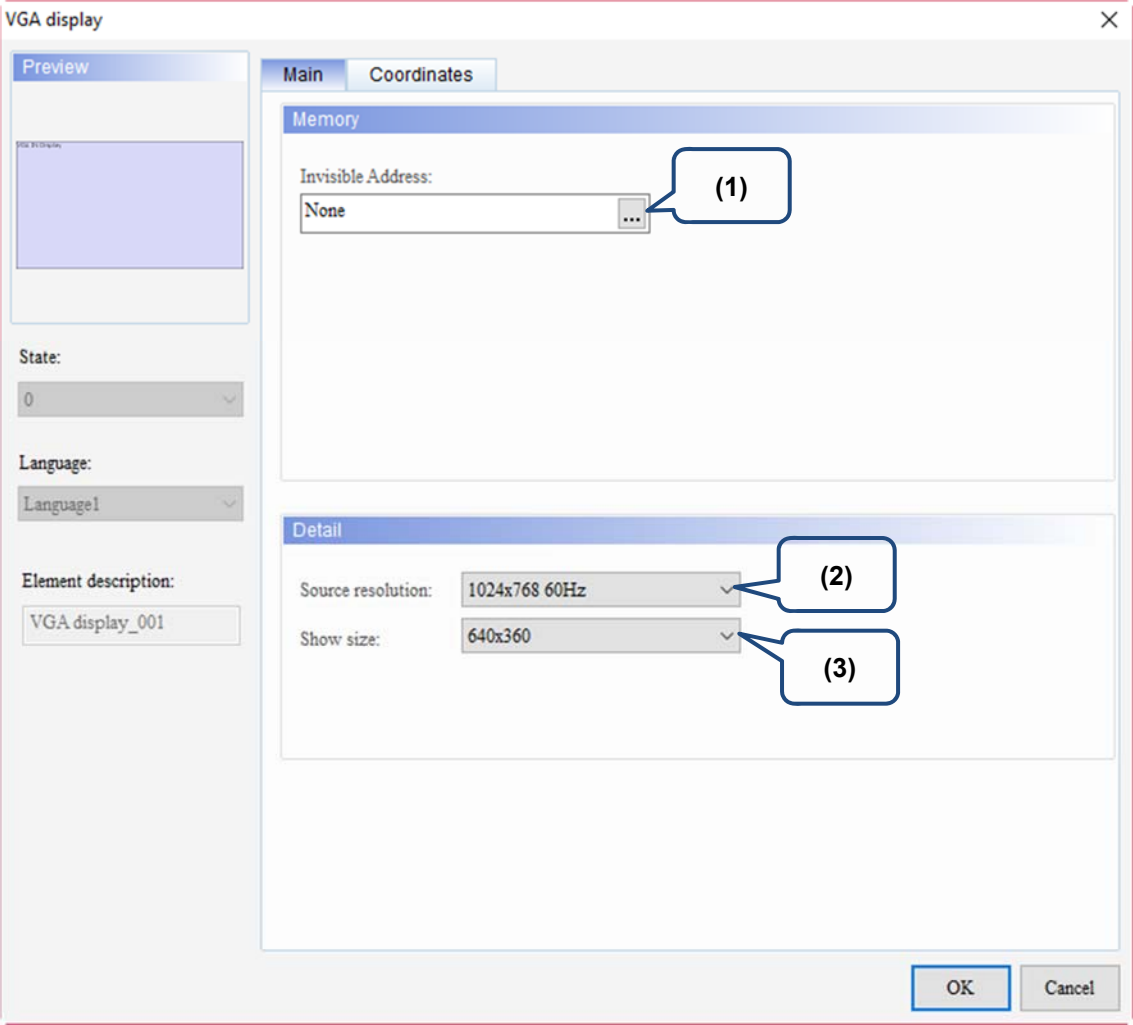 VGA display
Preview
Main
Coordinates
Memory
Invisible Address:
None
...
(1)
State:
0
Language:
Language1
Detail
Source resolution:
1024x768 60Hz
(2)
Show size:
640x360
(3)
Element description:
VGA display_001
OK
Cancel